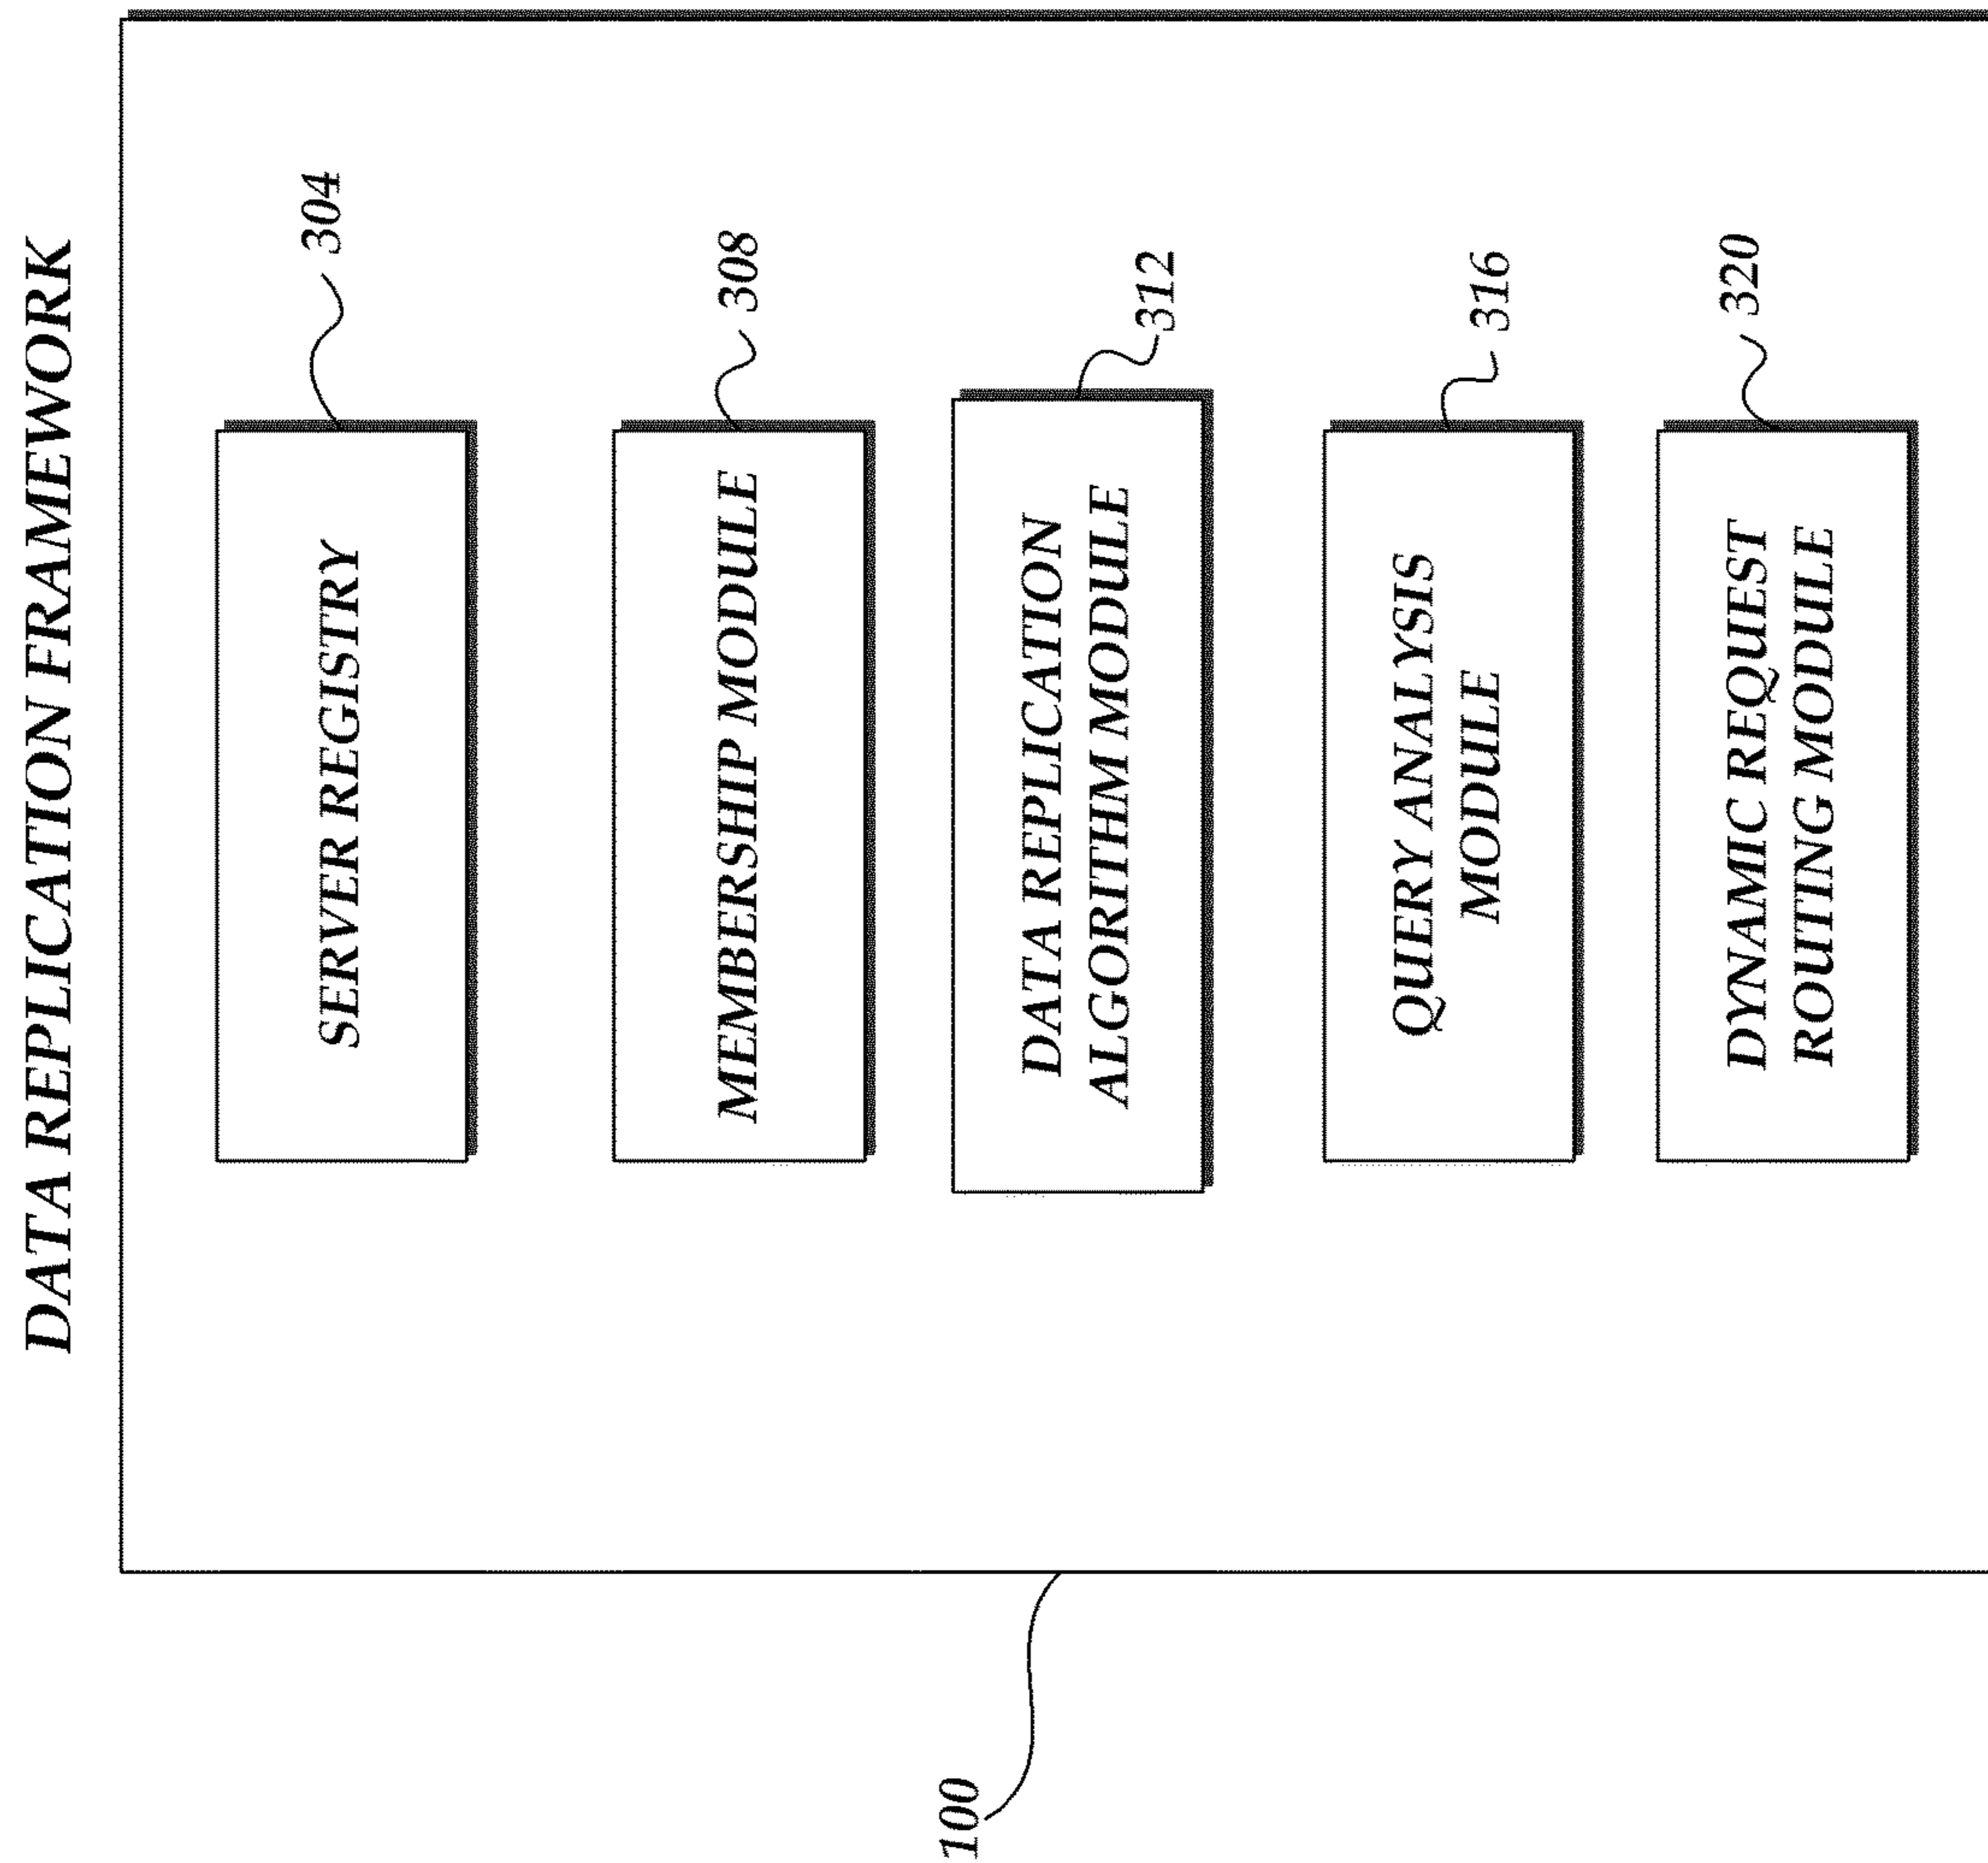 DATA REPLICATION FRAMEWORK
SERVER REGISTRY
304
MEMBERSHIP MODULE
308
DATA REPLICATION
ALGORITHM MODULE
312
QUERY ANALYSIS
MODULE
316
DYNAMIC REQUEST
ROUTING MODULE
320
100